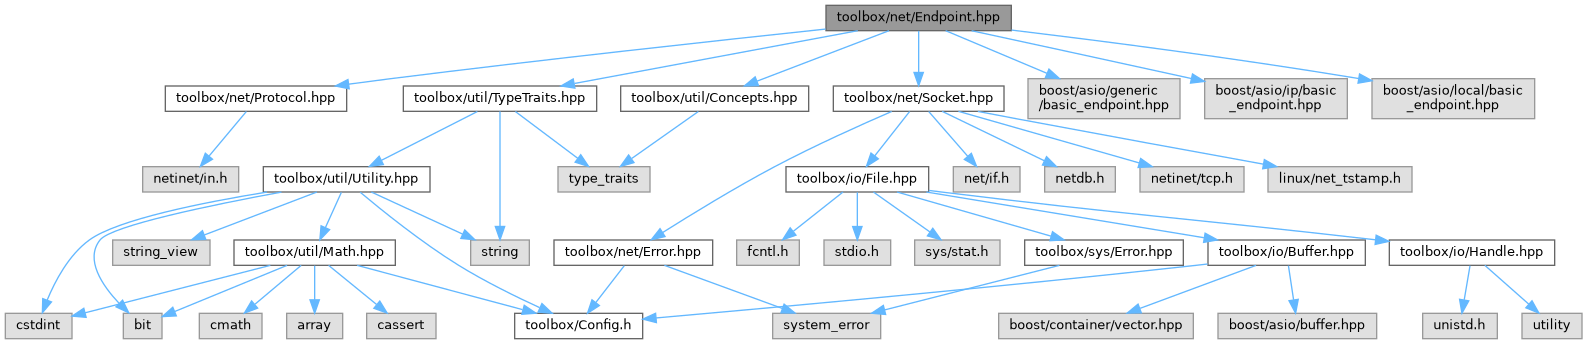 toolbox/net/Endpoint.hpp
toolbox/net/Protocol.hpp
toolbox/util/TypeTraits.hpp
toolbox/util/Concepts.hpp
toolbox/net/Socket.hpp
boost/asio/generic
/basic_endpoint.hpp
boost/asio/ip/basic
_endpoint.hpp
boost/asio/local/basic
_endpoint.hpp
netinet/in.h
toolbox/util/Utility.hpp
type_traits
toolbox/io/File.hpp
net/if.h
netdb.h
netinet/tcp.h
linux/net_tstamp.h
string_view
toolbox/util/Math.hpp
string
toolbox/net/Error.hpp
fcntl.h
stdio.h
sys/stat.h
toolbox/sys/Error.hpp
toolbox/io/Buffer.hpp
toolbox/io/Handle.hpp
cstdint
bit
cmath
array
cassert
toolbox/Config.h
system_error
boost/container/vector.hpp
boost/asio/buffer.hpp
unistd.h
utility